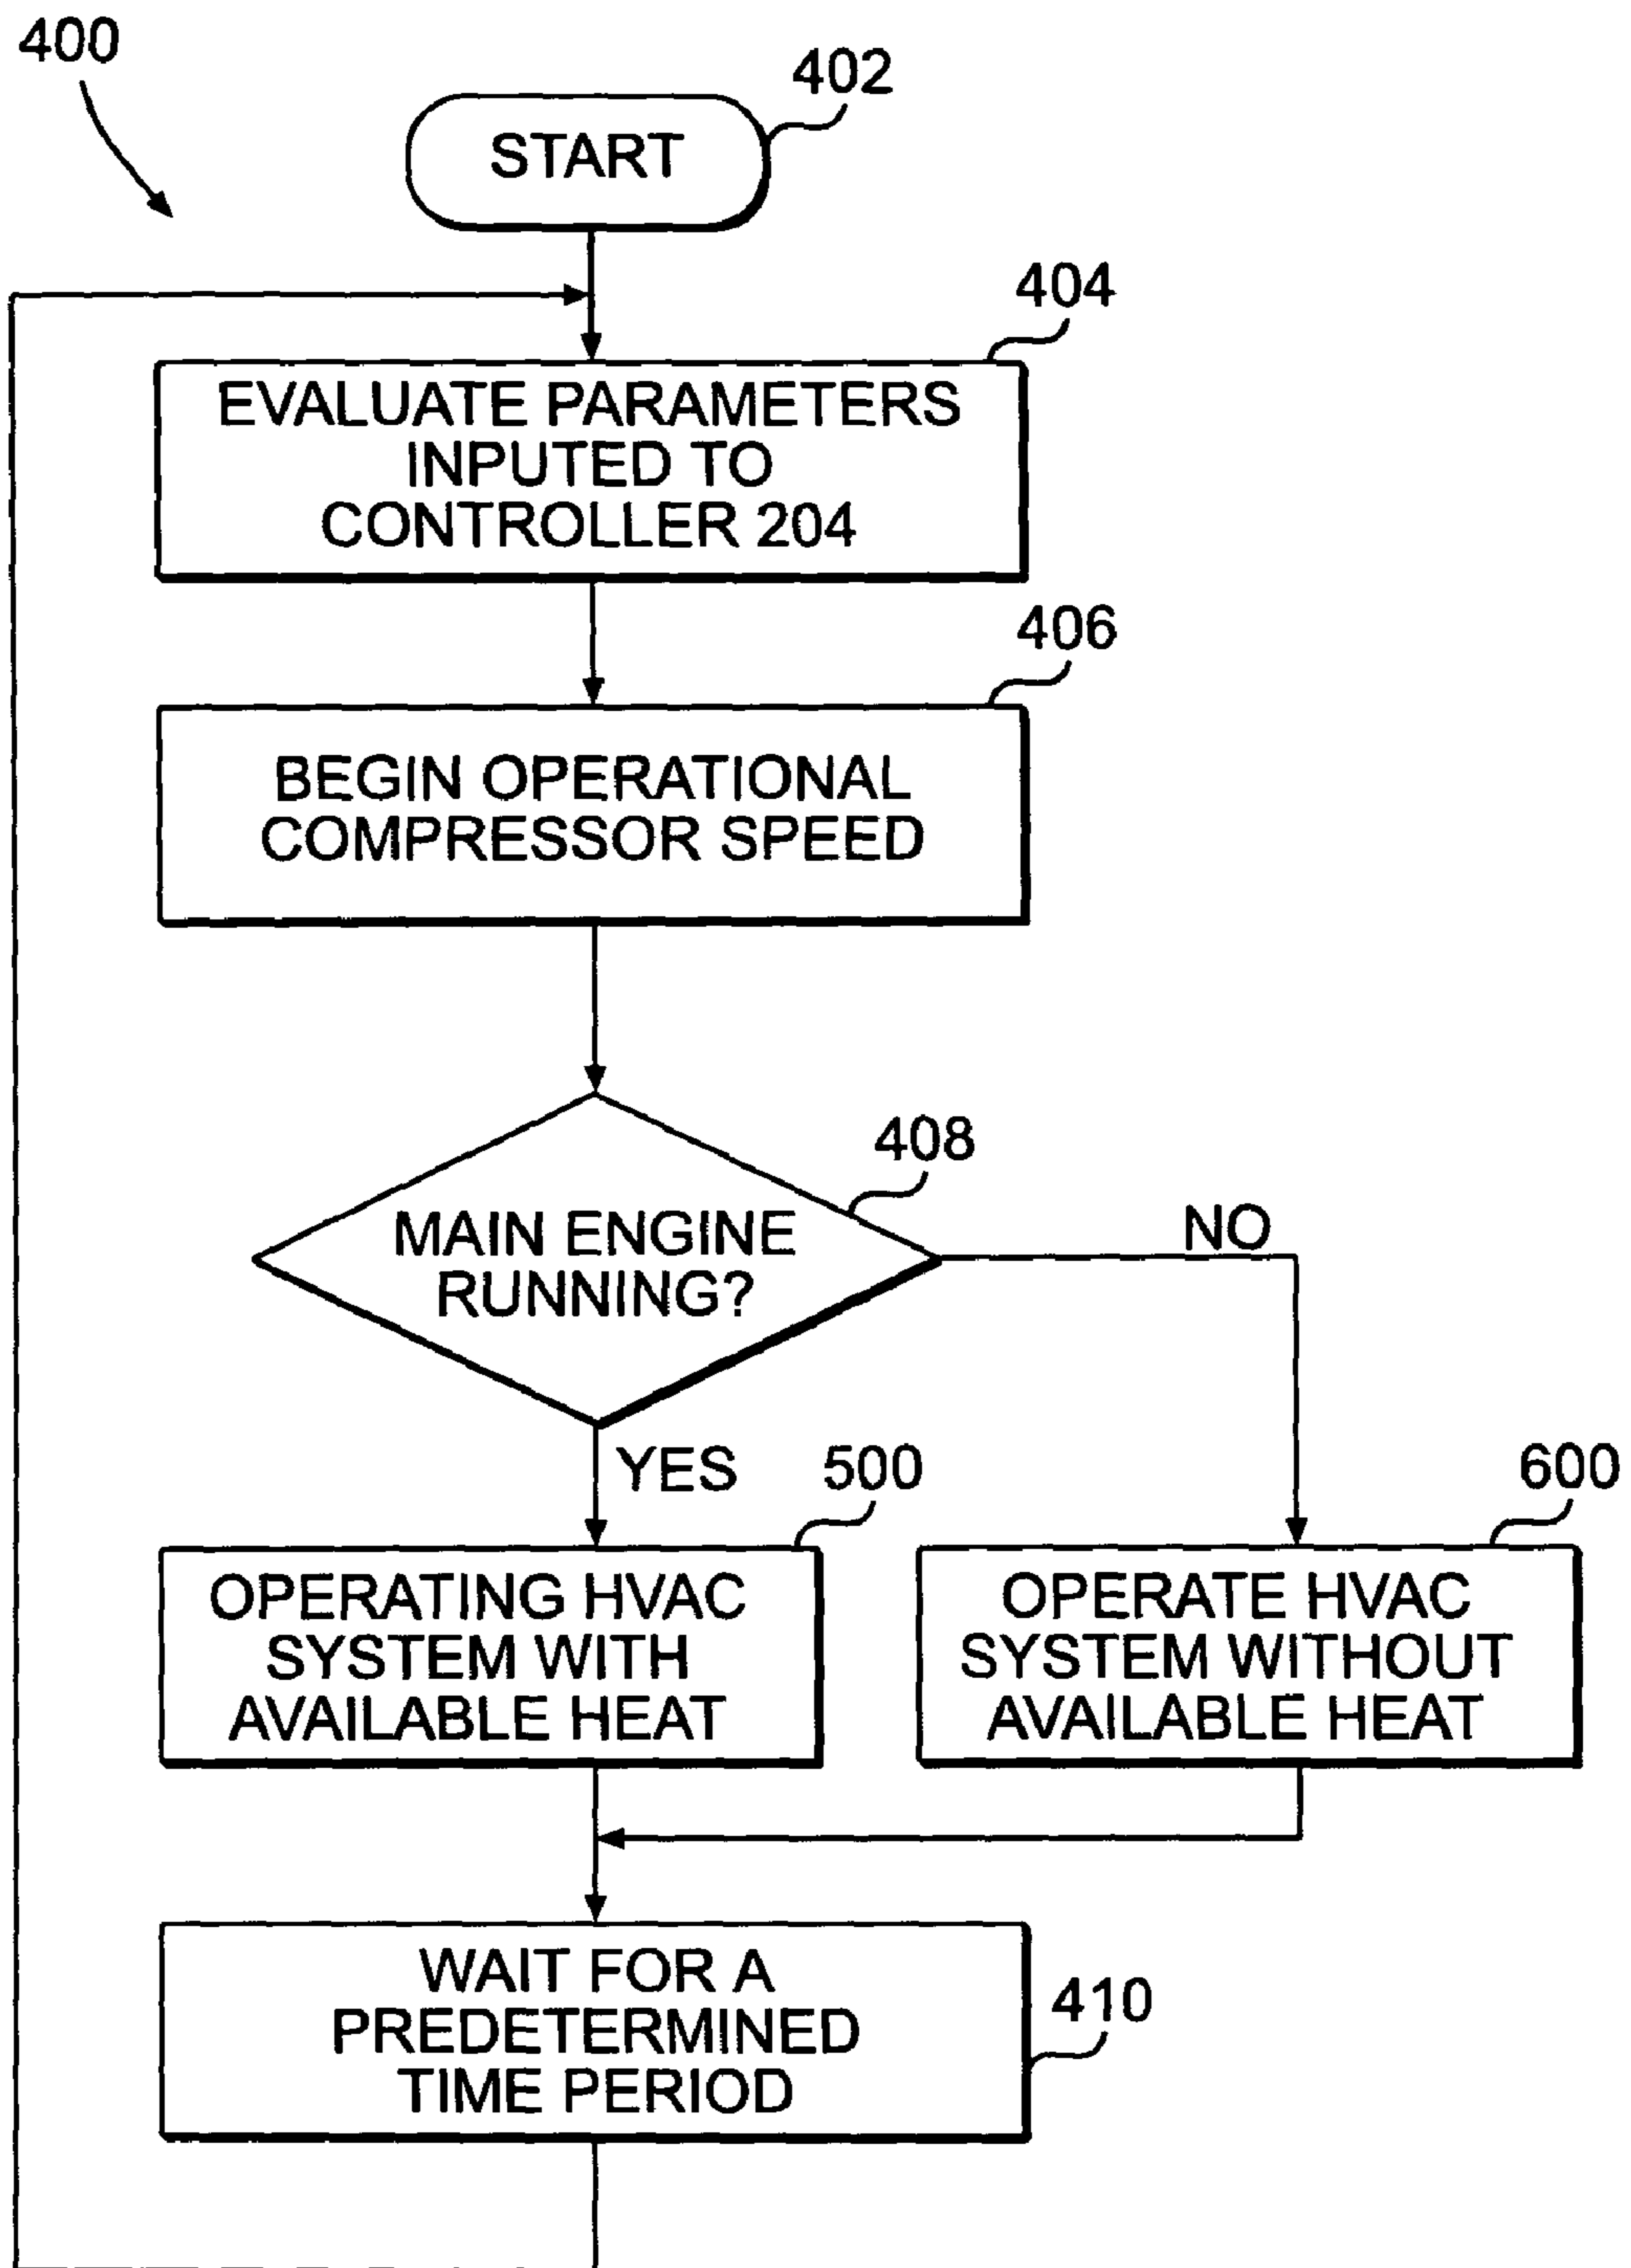 400
402
START
404
EVALUATE PARAMETERS
INPUTED TO
CONTROLLER 204
406
BEGIN OPERATIONAL
COMPRESSOR SPEED
408
MAIN ENGINE
RUNNING?
NO
YES
500
600
OPERATING HVAC
SYSTEM WITH
AVAILABLE HEAT
OPERATE HVAC
SYSTEM WITHOUT
AVAILABLE HEAT
WAIT FOR A
PREDETERMINED
TIME PERIOD
410